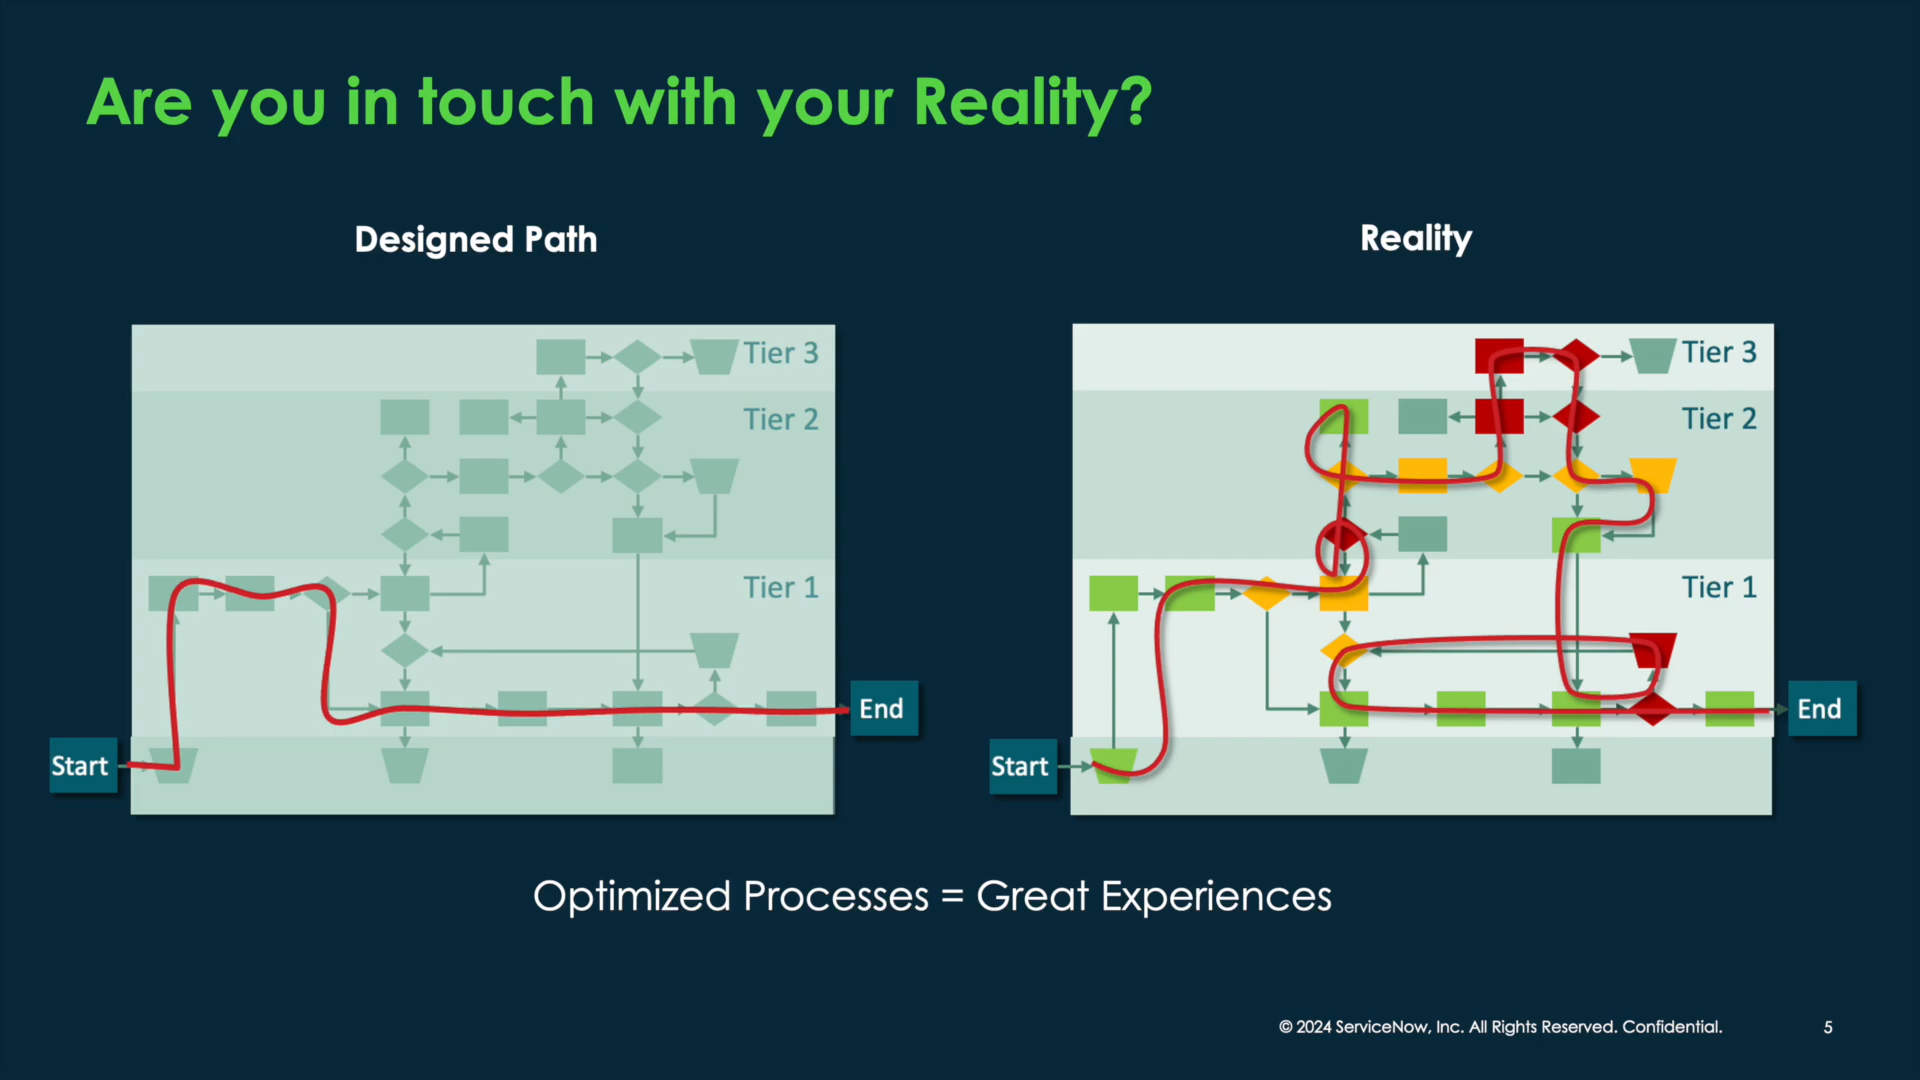 Are you in touch with your Reality?
Designed Path
Tier 3
Tier 2
Tier 1
Start
End
Reality
Tier 3
Tier 2
Tier 1
Start
End
Optimized Processes = Great Experiences
© 2024 ServiceNow, Inc. All Rights Reserved. Confidential.
5